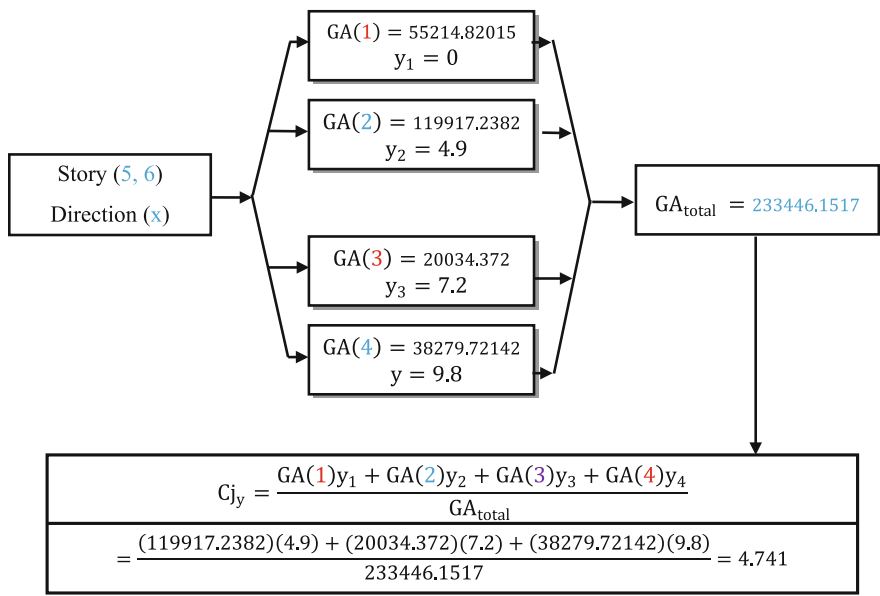 GA(1) = 55214.82015
y₁ = 0
GA(2) = 119917.2382
y₂ = 4.9
Story (5, 6)
Direction (x)
GA(3) = 20034.372
y₃ = 7.2
GA(4) = 38279.72142
y = 9.8
GA_total = 233446.1517
Cj_y = (GA(1)y₁ + GA(2)y₂ + GA(3)y₃ + GA(4)y₄) / GA_total
= ((119917.2382)(4.9) + (20034.372)(7.2) + (38279.72142)(9.8)) / 233446.1517 = 4.741